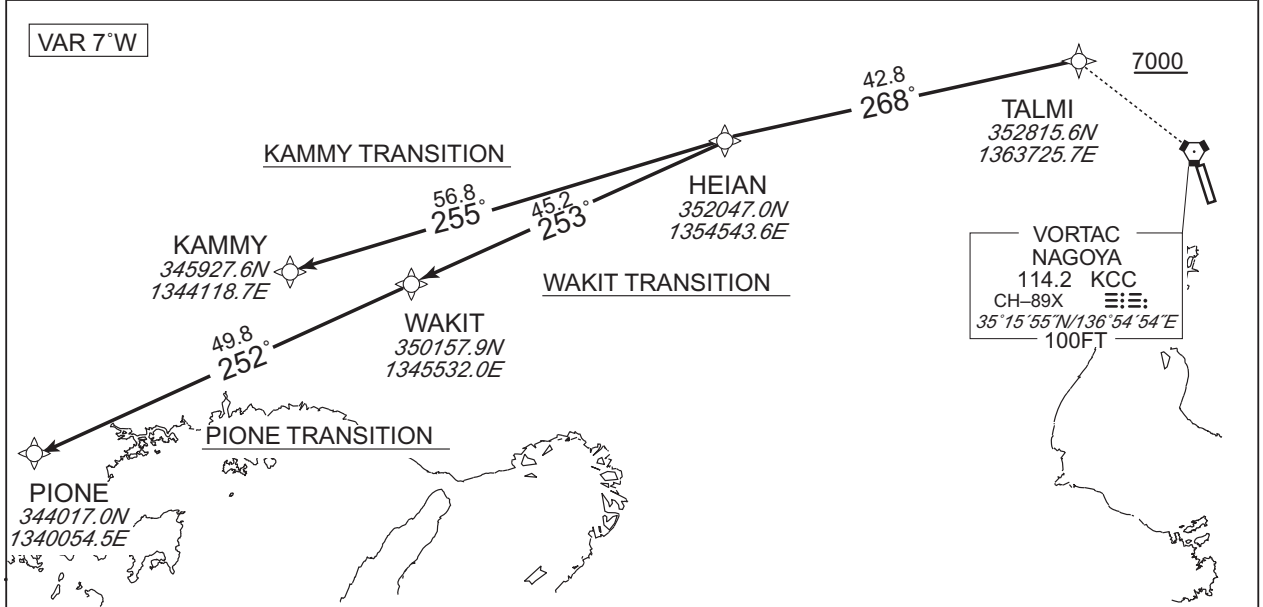 VAR 7°W
7000
42.8
268°
TALMI
352815.6N
1363725.7E
KAMMY TRANSITION
HEIAN
352047.0N
1354543.6E
56.8
255°
45.2
253°
KAMMY
345927.6N
1344118.7E
WAKIT TRANSITION
VORTAC
NAGOYA
114.2 KCC
CH–89X
35°15´55˝N/136°54´54˝E
100FT
WAKIT
350157.9N
1345532.0E
49.8
252°
PIONE TRANSITION
PIONE
344017.0N
1340054.5E